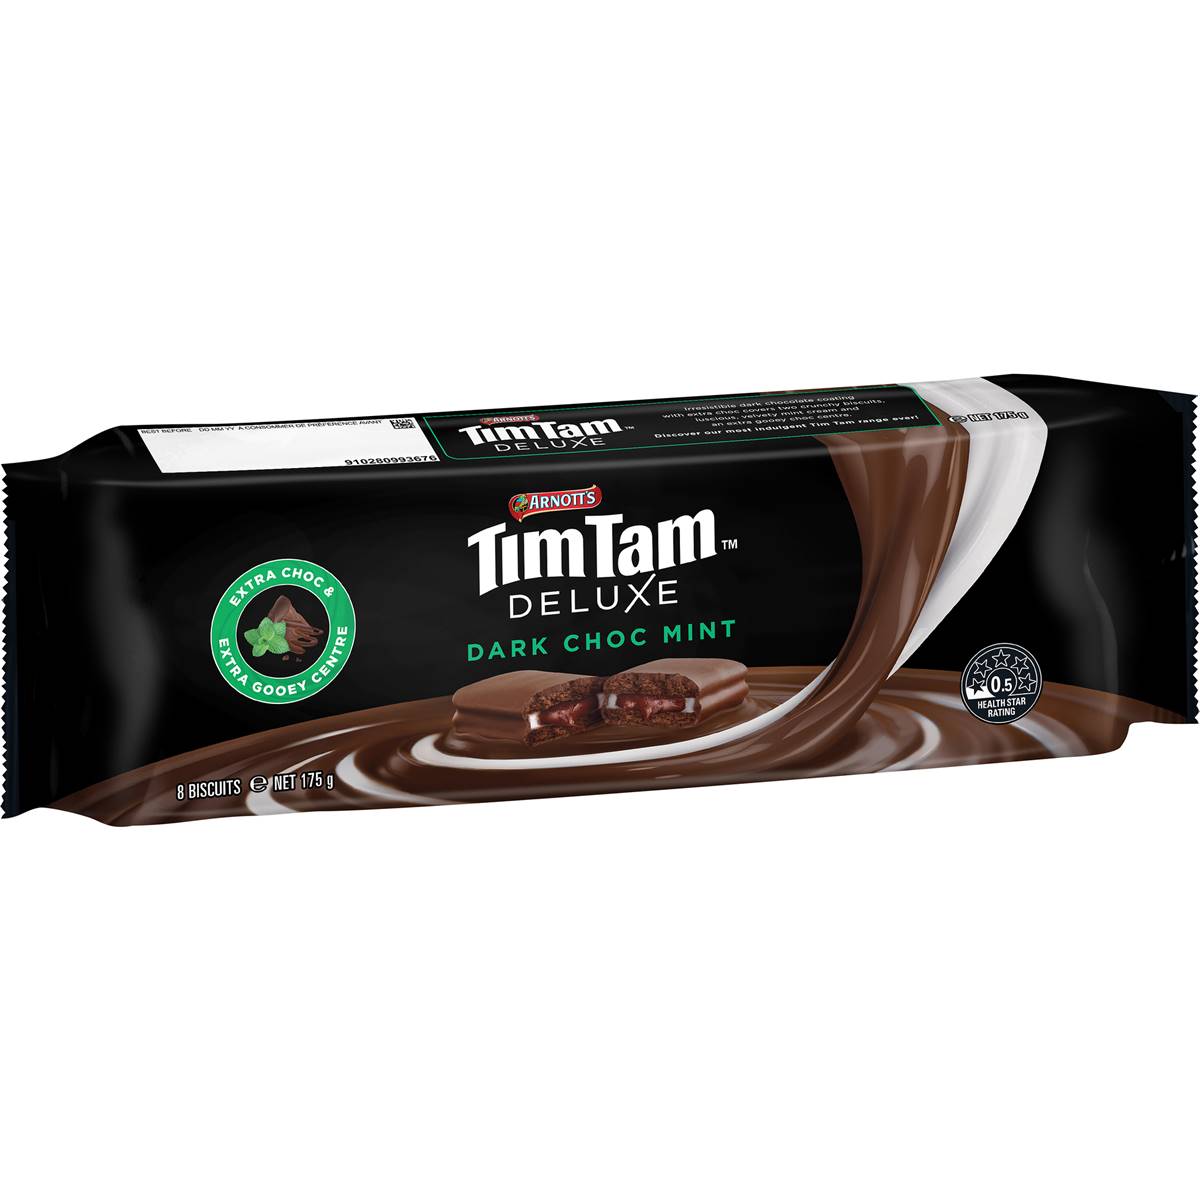 BEST BEFORE DD MM YY A CONSOMMER DE PRÉFÉRENCE AVANT
910280993676
ARNOTT'S
TimTam™
DELUXE
Irresistible dark chocolate coating
with extra choc covers two crunchy biscuits,
luscious, velvety mint cream and
an extra gooey choc centre.
Discover our most indulgent Tim Tam range ever!
℮ NET 175 g
ARNOTT'S
TimTam™
DELUXE
DARK CHOC MINT
EXTRA CHOC &
EXTRA GOOEY CENTRE
0.5
HEALTH STAR
RATING
8 BISCUITS ℮ NET 175 g